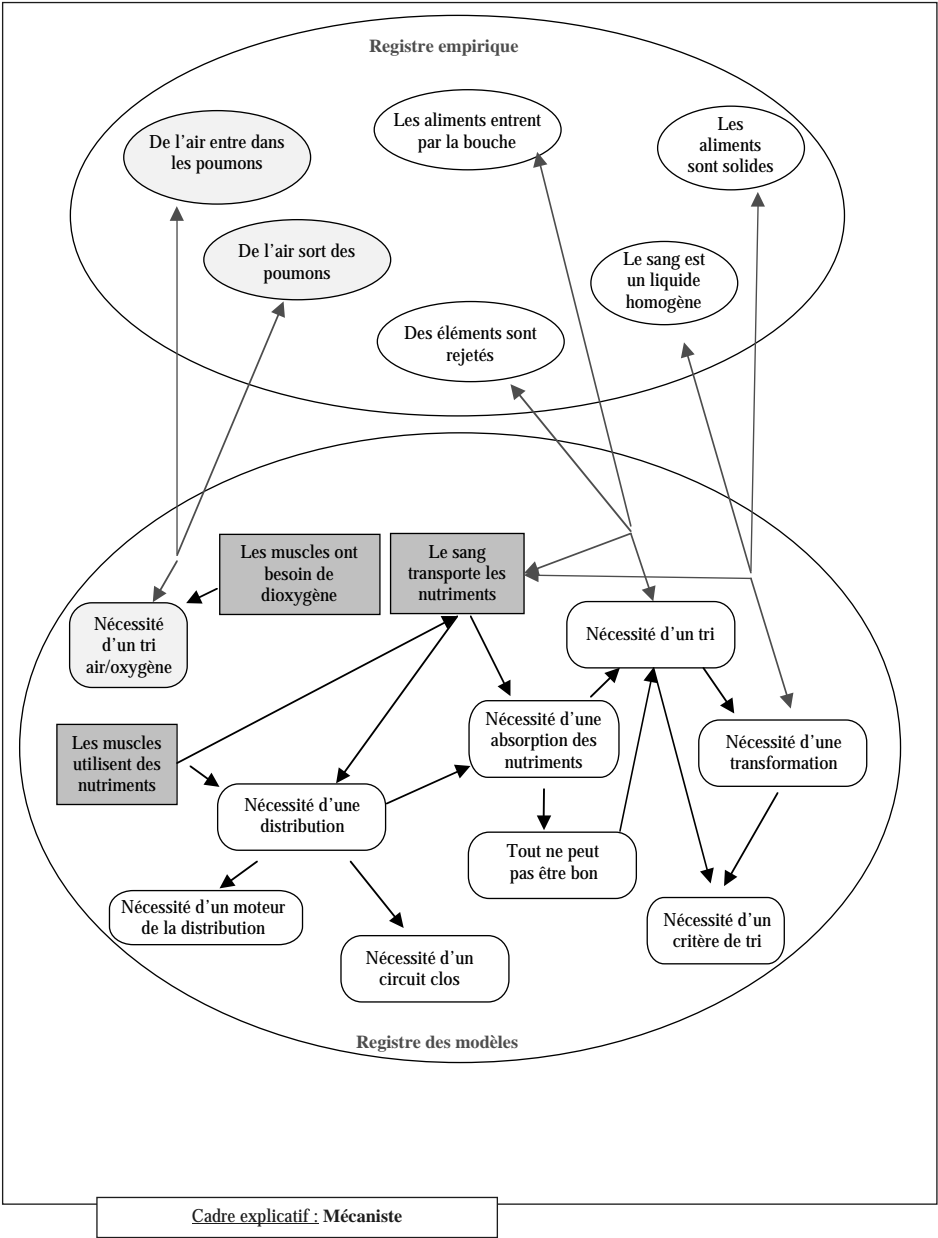 Registre empirique
De l’air entre dans
les poumons
Les aliments entrent
par la bouche
Les
aliments
sont solides
De l’air sort des
poumons
Le sang est
un liquide
homogène
Des éléments sont
rejetés
Les muscles ont
besoin de
dioxygène
Le sang
transporte les
nutriments
Nécessité
d’un tri
air/oxygène
Nécessité d’un tri
Les muscles
utilisent des
nutriments
Nécessité d’une
absorption des
nutriments
Nécessité d’une
transformation
Nécessité d’une
distribution
Tout ne peut
pas être bon
Nécessité d’un moteur
de la distribution
Nécessité d’un
critère de tri
Nécessité d’un
circuit clos
Registre des modèles
Cadre explicatif : Mécaniste